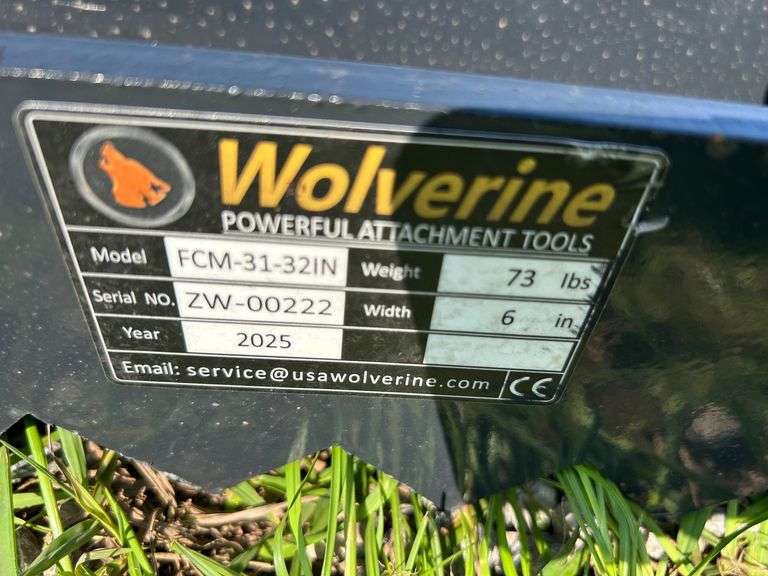 Wolverine
POWERFUL ATTACHMENT TOOLS
Model FCM-31-32IN Weight 73 lbs
Serial NO. ZW-00222 Width 6 in
Year 2025
Email: service@usawolverine.com CE